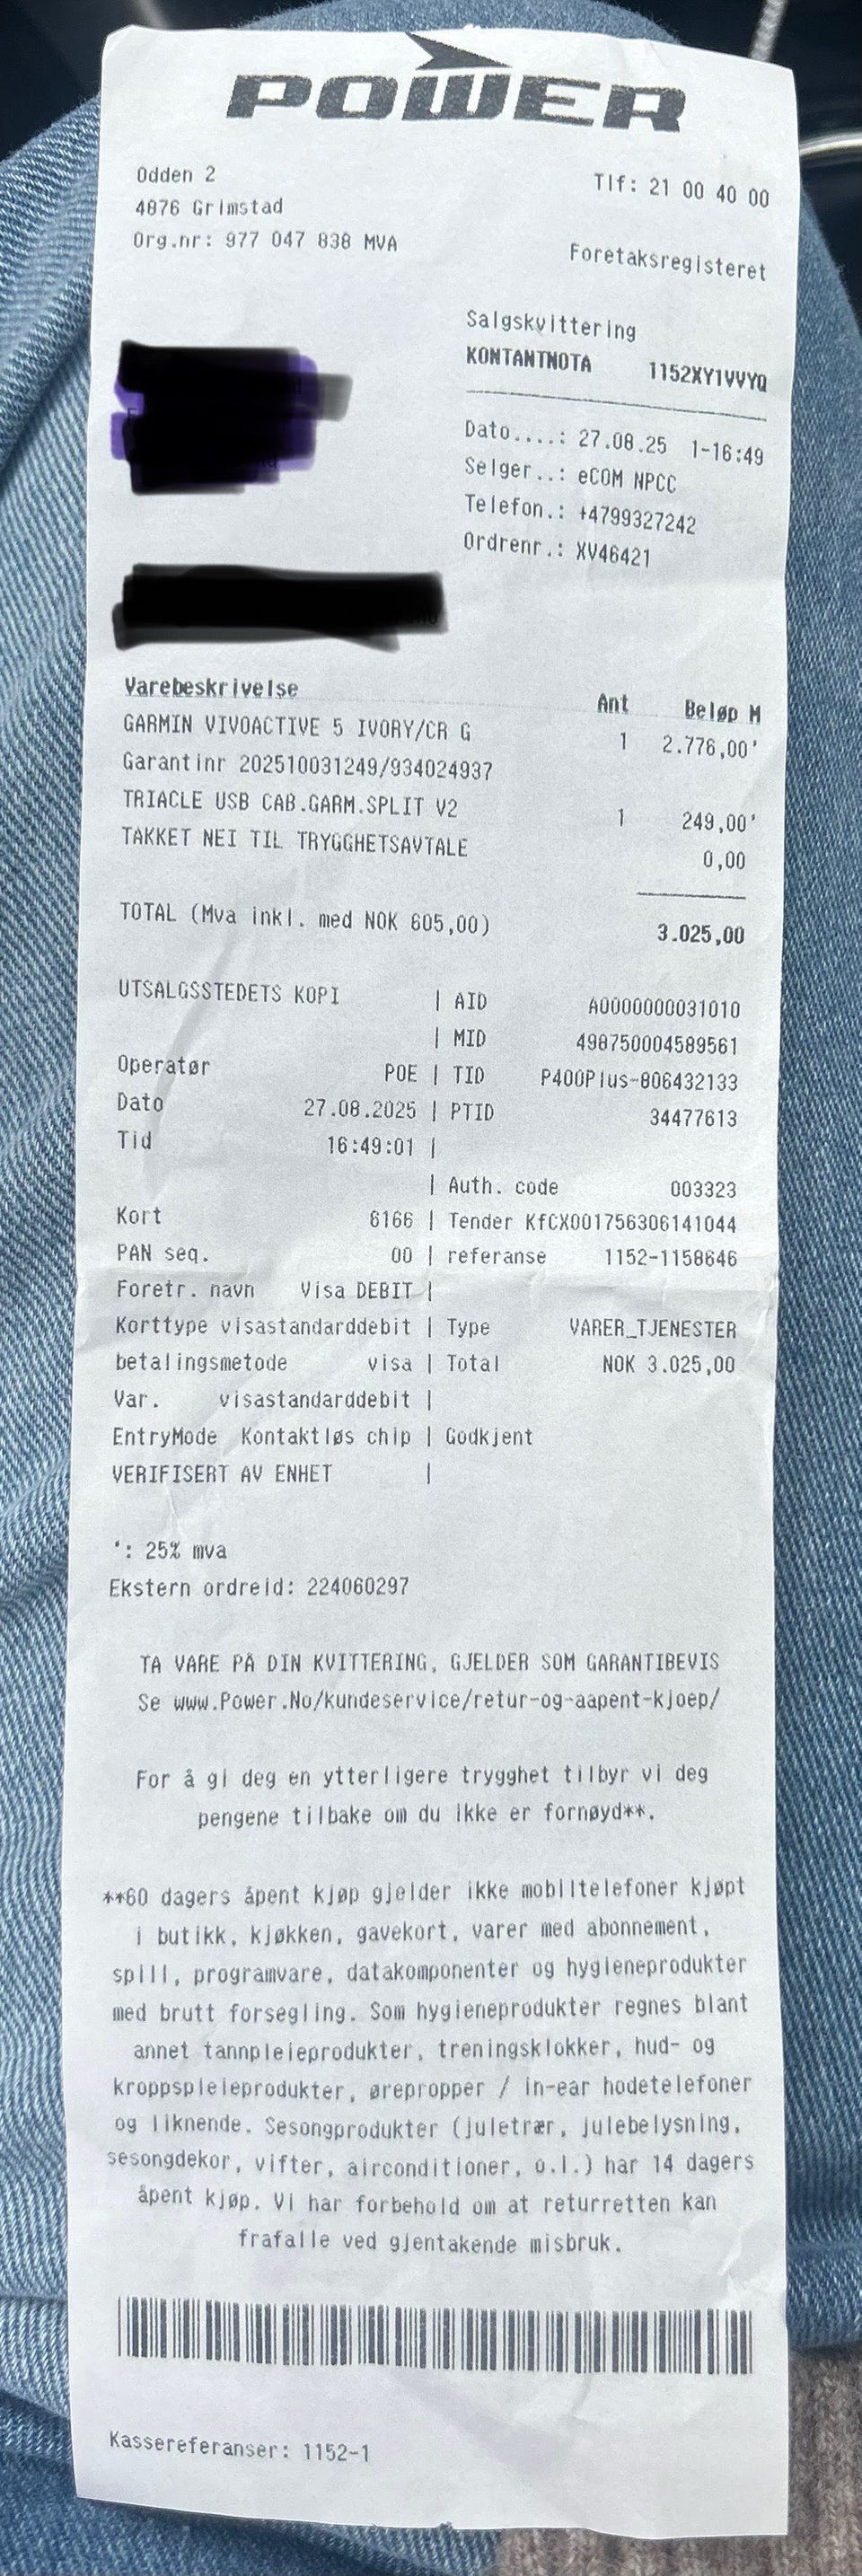 POWER
Odden 2
Tlf: 21 00 40 00
4876 Grimstad
Org.nr: 977 047 838 MVA
Foretaksregisteret
Salgskvittering
KONTANTNOTA 1152XY1VVYQ
Dato....: 27.08.25 1-16:49
Selger..: eCOM NPCC
Telefon.: +4799327242
Ordrenr.: XV46421
Varebeskrivelse Ant Beløp M
GARMIN VIVOACTIVE 5 IVORY/CR G 1 2.776,00'
Garantinr 202510031249/934024937
TRIACLE USB CAB.GARM.SPLIT V2 1 249,00'
TAKKET NEI TIL TRYGGHETSAVTALE 0,00
TOTAL (Mva inkl. med NOK 605,00) 3.025,00
UTSALGSSTEDETS KOPI | AID A0000000031010
| MID 498750004589561
Operatør POE | TID P400Plus-806432133
Dato 27.08.2025 | PTID 34477613
Tid 16:49:01 |
| Auth. code 003323
Kort 6166 | Tender KfCX001756306141044
PAN seq. 00 | referanse 1152-1158646
Foretr. navn Visa DEBIT |
Korttype visastandarddebit | Type VARER_TJENESTER
betalingsmetode visa | Total NOK 3.025,00
Var. visastandarddebit |
EntryMode Kontaktløs chip | Godkjent
VERIFISERT AV ENHET |
': 25% mva
Ekstern ordreid: 224060297
TA VARE PÅ DIN KVITTERING, GJELDER SOM GARANTIBEVIS
Se www.Power.No/kundeservice/retur-og-aapent-kjoep/
For å gi deg en ytterligere trygghet tilbyr vi deg
pengene tilbake om du ikke er fornøyd**.
**60 dagers åpent kjøp gjelder ikke mobiltelefoner kjøpt
i butikk, kjøkken, gavekort, varer med abonnement,
spill, programvare, datakomponenter og hygieneprodukter
med brutt forsegling. Som hygieneprodukter regnes blant
annet tannpleieprodukter, treningsklokker, hud- og
kroppspleieprodukter, ørepropper / in-ear hodetelefoner
og liknende. Sesongprodukter (juletrær, julebelysning,
sesongdekor, vifter, airconditioner, o.l.) har 14 dagers
åpent kjøp. Vi har forbehold om at returretten kan
frafalle ved gjentakende misbruk.
Kassereferanser: 1152-1